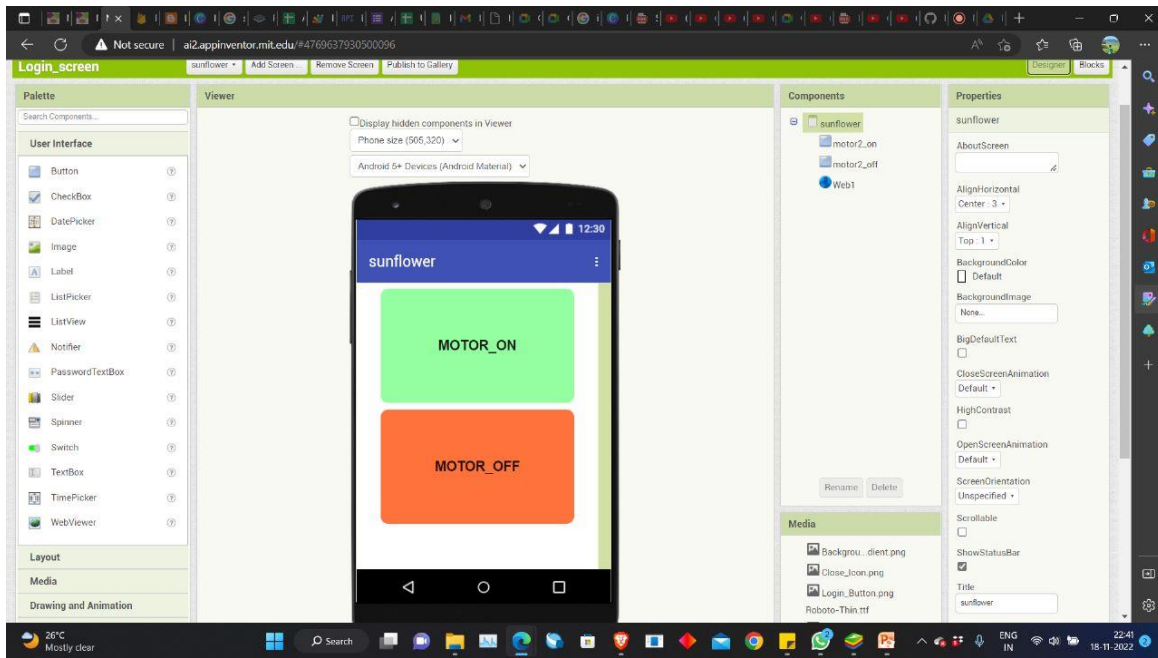 Not secure | ai2.appinventor.mit.edu/#4769637930500096
Login_screen
sunflower
Add Screen ...
Remove Screen
Publish to Gallery
Designer
Blocks
Palette
Search Components...
User Interface
Button
CheckBox
DatePicker
Image
Label
ListPicker
ListView
Notifier
PasswordTextBox
Slider
Spinner
Switch
TextBox
TimePicker
WebViewer
Layout
Media
Drawing and Animation
Viewer
Display hidden components in Viewer
Phone size (505,320)
Android 5+ Devices (Android Material)
12:30
sunflower
MOTOR_ON
MOTOR_OFF
Components
sunflower
motor2_on
motor2_off
Web1
Rename
Delete
Media
Backgrou...dient.png
Close_Icon.png
Login_Button.png
Roboto-Thin.ttf
Properties
sunflower
AboutScreen
AlignHorizontal
Center : 3
AlignVertical
Top : 1
BackgroundColor
Default
BackgroundImage
None...
BigDefaultText
CloseScreenAnimation
Default
HighContrast
OpenScreenAnimation
Default
ScreenOrientation
Unspecified
Scrollable
ShowStatusBar
Title
sunflower
26°C
Mostly clear
Search
ENG
IN
22:41
18-11-2022